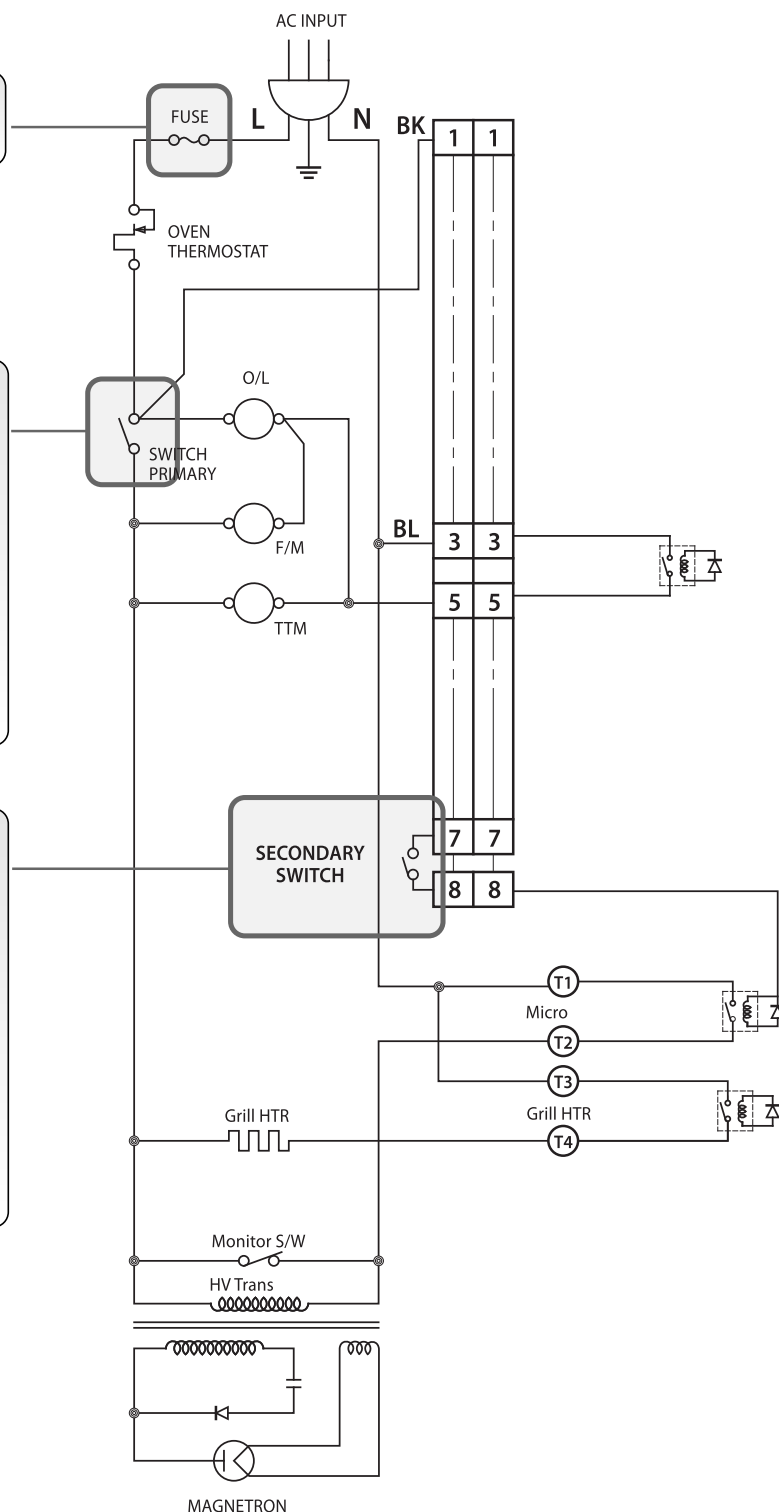 AC INPUT
FUSE
L
N
BK
1 1
OVEN
THERMOSTAT
O/L
SWITCH
PRIMARY
F/M
BL
3 3
5 5
TTM
7 7
SECONDARY
SWITCH
8 8
T1
Micro
T2
T3
Grill HTR
Grill HTR
T4
Monitor S/W
HV Trans
MAGNETRON